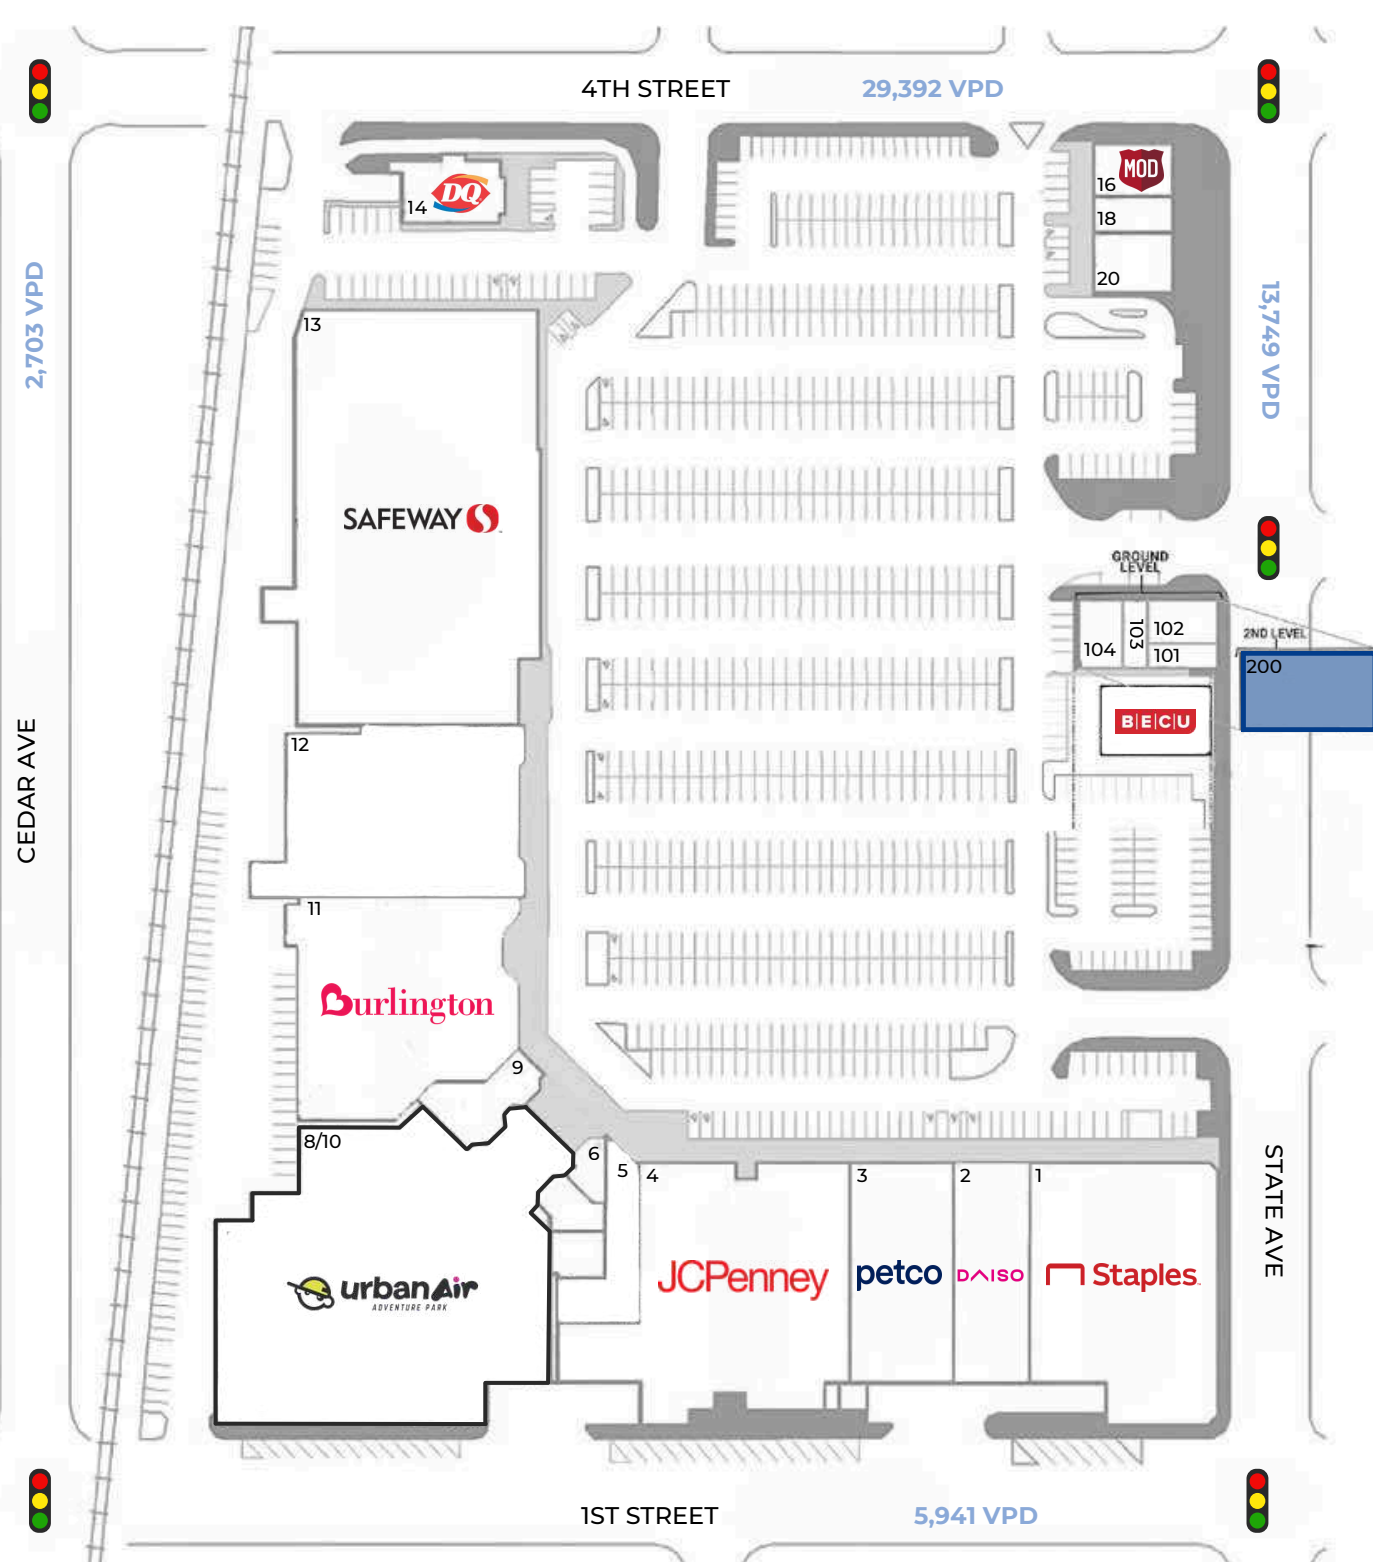 4TH STREET 29,392 VPD
MOD
16
DQ
14
18
20
2,703 VPD
13,749 VPD
13
SAFEWAY
GROUND
LEVEL
102
103
104
101
2ND LEVEL
200
BECU
CEDAR AVE
12
11
Burlington
9
8/10
6
5
4
3
2
1
STATE AVE
urbanAir
ADVENTURE PARK
JCPenney
petco
DAISO
Staples
1ST STREET 5,941 VPD